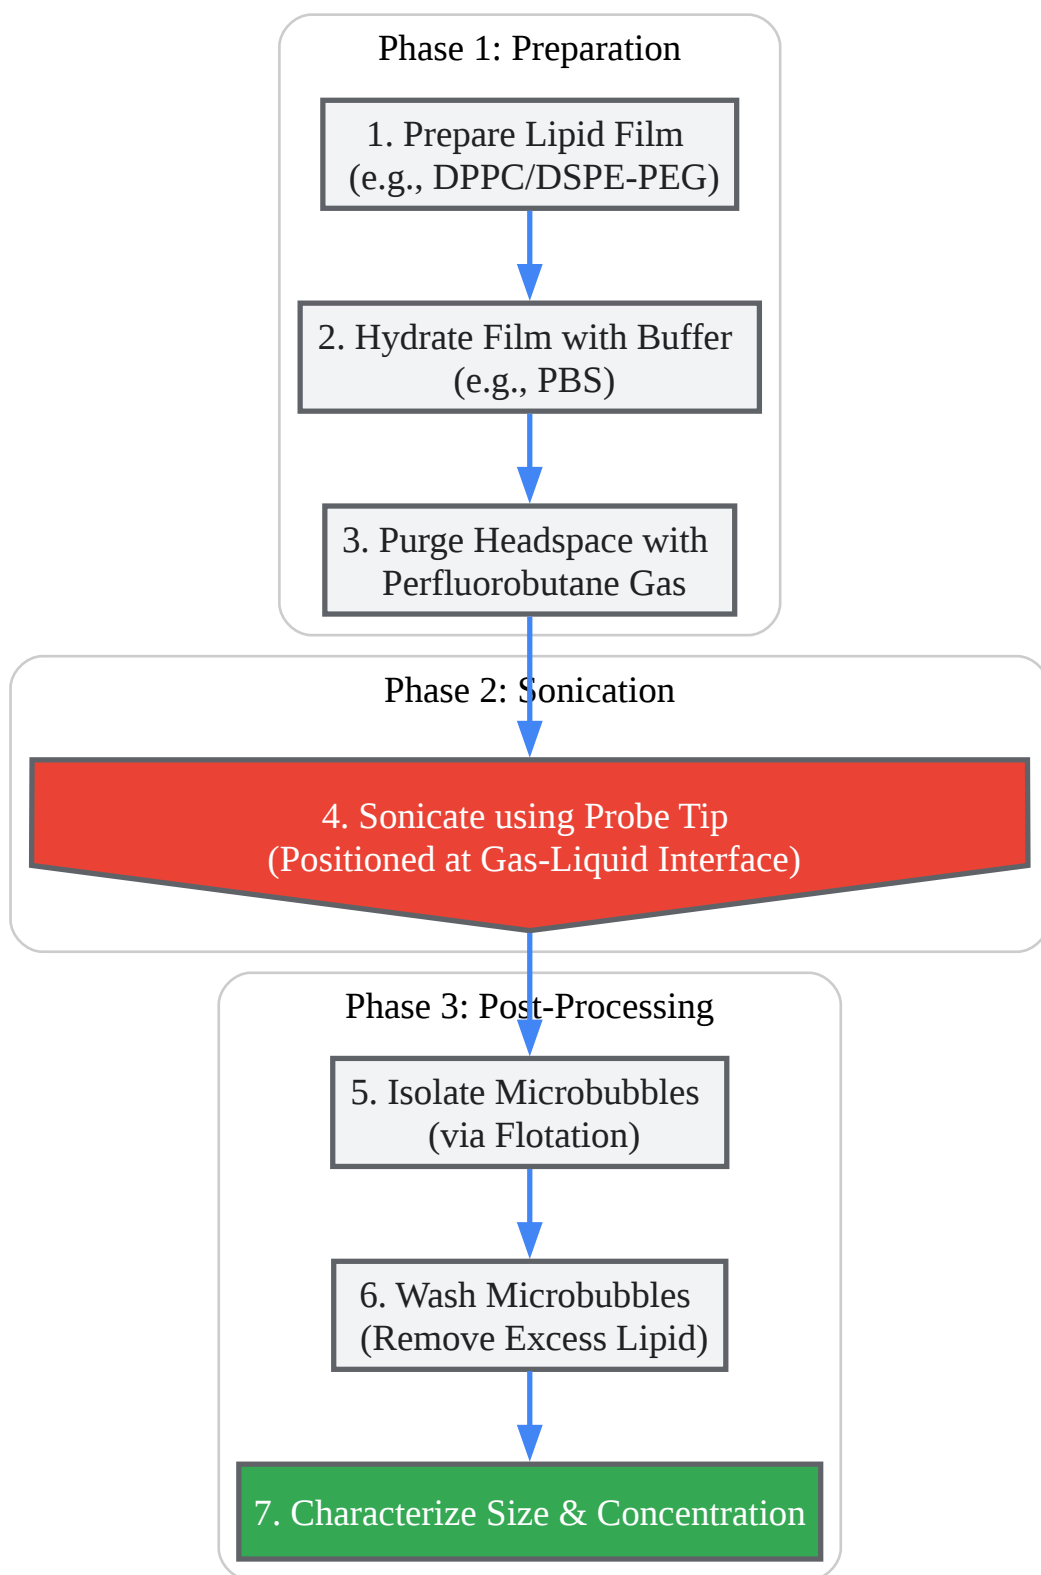 Phase 1: Preparation
1. Prepare Lipid Film
(e.g., DPPC/DSPE-PEG)
2. Hydrate Film with Buffer
(e.g., PBS)
3. Purge Headspace with
Perfluorobutane Gas
Phase 2: Sonication
4. Sonicate using Probe Tip
(Positioned at Gas-Liquid Interface)
Phase 3: Post-Processing
5. Isolate Microbubbles
(via Flotation)
6. Wash Microbubbles
(Remove Excess Lipid)
7. Characterize Size & Concentration